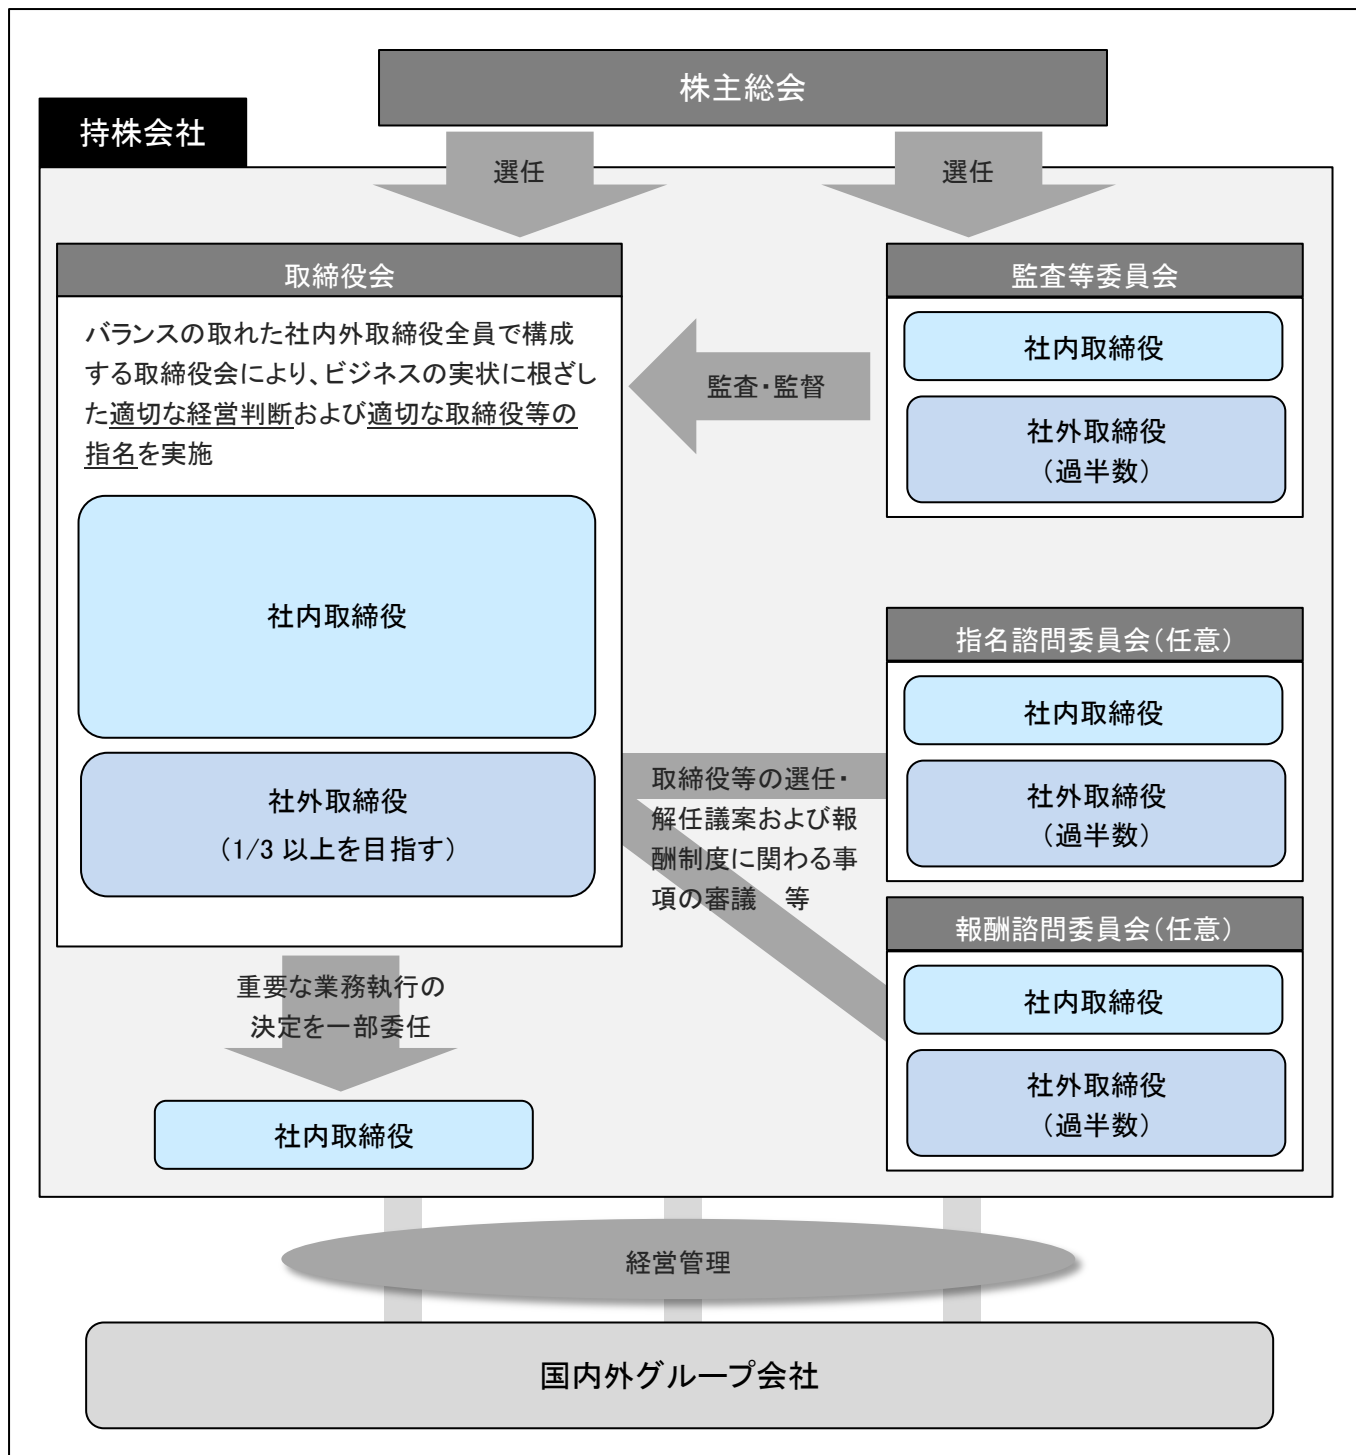 株主総会
持株会社
選任
選任
取締役会
バランスの取れた社内外取締役全員で構成
する取締役会により、ビジネスの実状に根ざし
た適切な経営判断および適切な取締役等の
指名を実施
社内取締役
社外取締役
（1/3 以上を目指す）
監査・監督
監査等委員会
社内取締役
社外取締役
（過半数）
取締役等の選任・
解任議案および報
酬制度に関わる事
項の審議　等
指名諮問委員会（任意）
社内取締役
社外取締役
（過半数）
報酬諮問委員会（任意）
社内取締役
社外取締役
（過半数）
重要な業務執行の
決定を一部委任
社内取締役
経営管理
国内外グループ会社